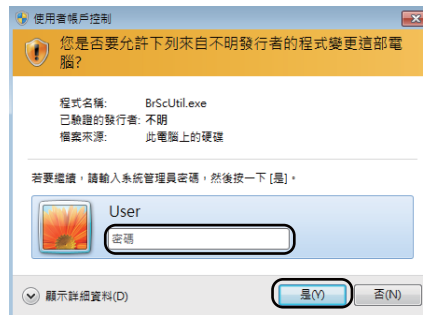 使用者帳戶控制
您是否要允許下列來自不明發行者的程式變更這部電
腦?
程式名稱: BrScUtil.exe
已驗證的發行者: 不明
檔案來源: 此電腦上的硬碟
若要繼續，請輸入系統管理員密碼，然後按一下 [是]。
User
密碼
顯示詳細資料(D)
是(Y)
否(N)